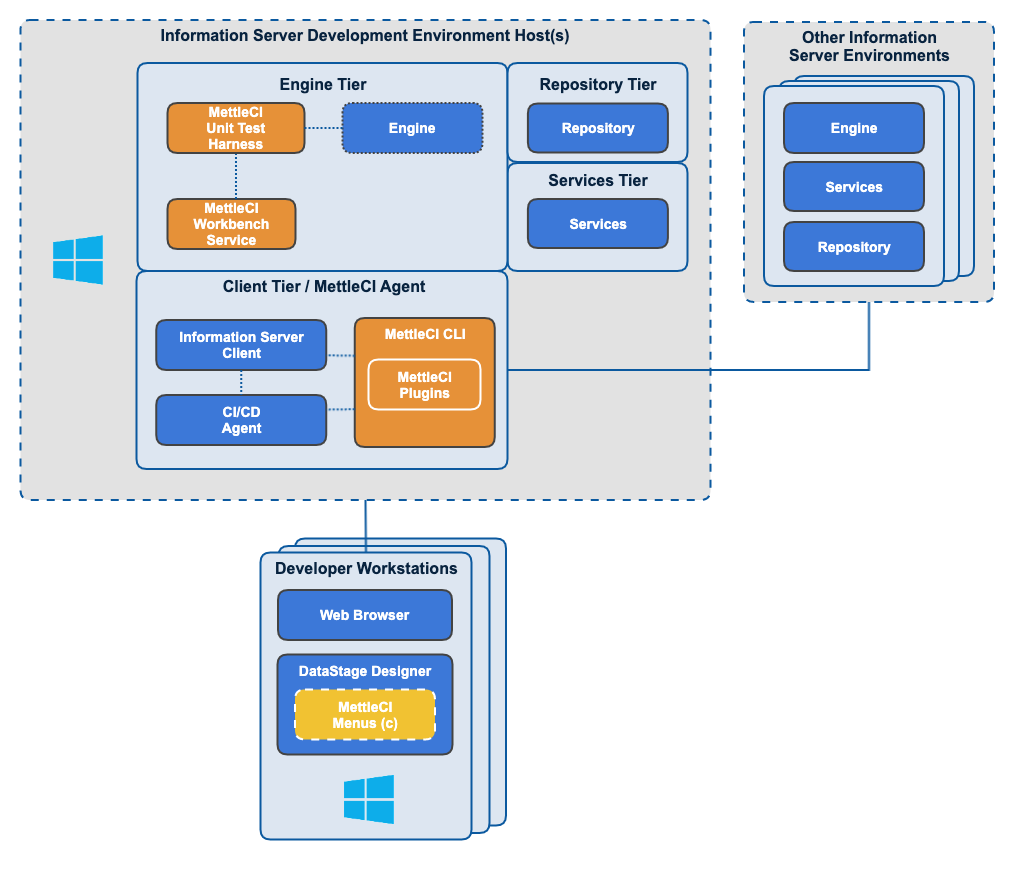 Information Server Development Environment Host(s)
Engine Tier
MettleCI
Unit Test
Harness
Engine
MettleCI
Workbench
Service
Repository Tier
Repository
Services Tier
Services
Client Tier / MettleCI Agent
Information Server
Client
CI/CD
Agent
MettleCI CLI
MettleCI
Plugins
Other Information
Server Environments
Engine
Services
Repository
Developer Workstations
Web Browser
DataStage Designer
MettleCI
Menus (c)